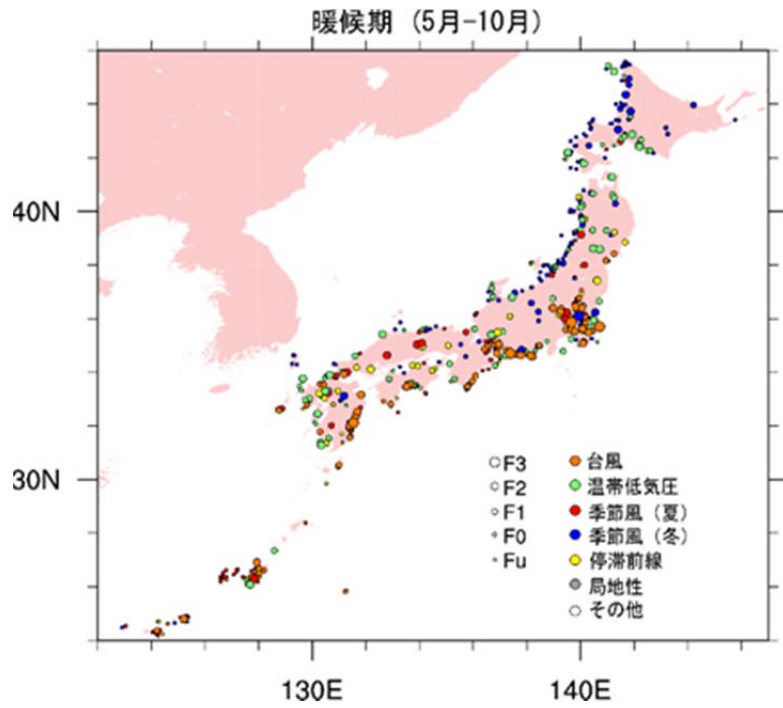 暖候期 (5月-10月)
40N
30N
130E
140E
F3
F2
F1
F0
Fu
台風
温帯低気圧
季節風（夏）
季節風（冬）
停滞前線
局地性
その他